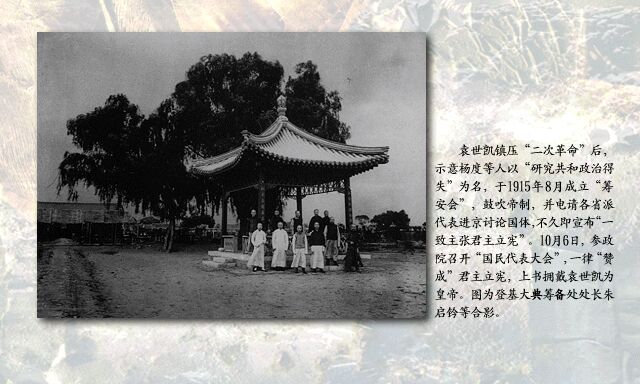 袁世凯镇压“二次革命”后，
示意杨度等人以“研究共和政治得
失”为名，于1915年8月成立“筹
安会”，鼓吹帝制，并电请各省派
代表进京讨论国体,不久即宣布“一
致主张君主立宪”。10月6日，参政
院召开“国民代表大会”，一律“赞
成”君主立宪，上书拥戴袁世凯为
皇帝。图为登基大典筹备处处长朱
启钤等合影。